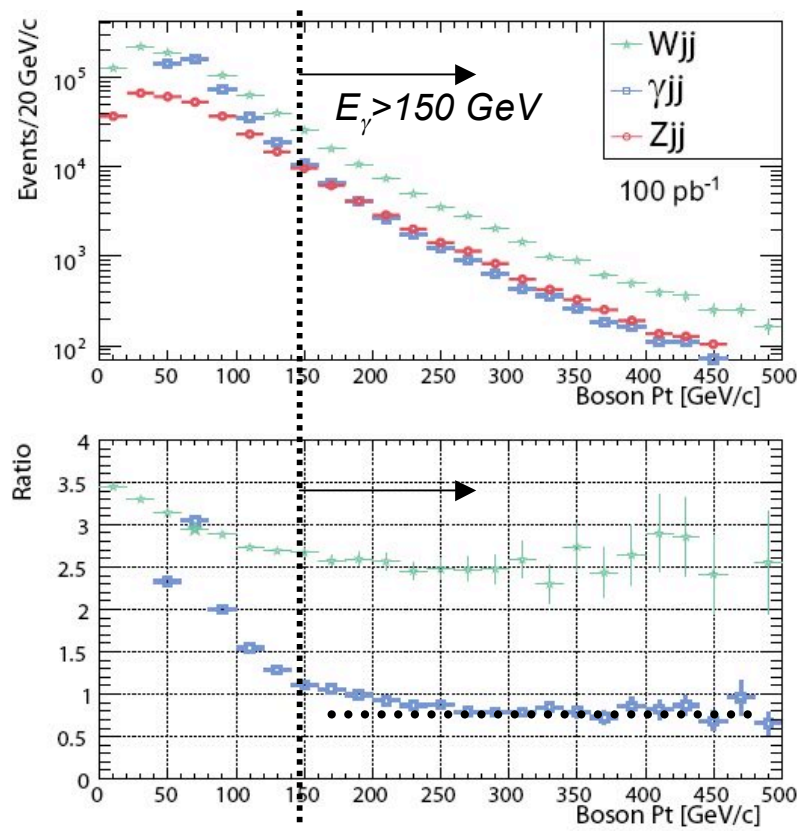 Events/20 GeV/c
10⁵
10⁴
10³
10²
E_γ>150 GeV
Wjj
γjj
Zjj
100 pb⁻¹
0 50 100 150 200 250 300 350 400 450 500
Boson Pt [GeV/c]
Ratio
4
3.5
3
2.5
2
1.5
1
0.5
0
0 50 100 150 200 250 300 350 400 450 500
Boson Pt [GeV/c]